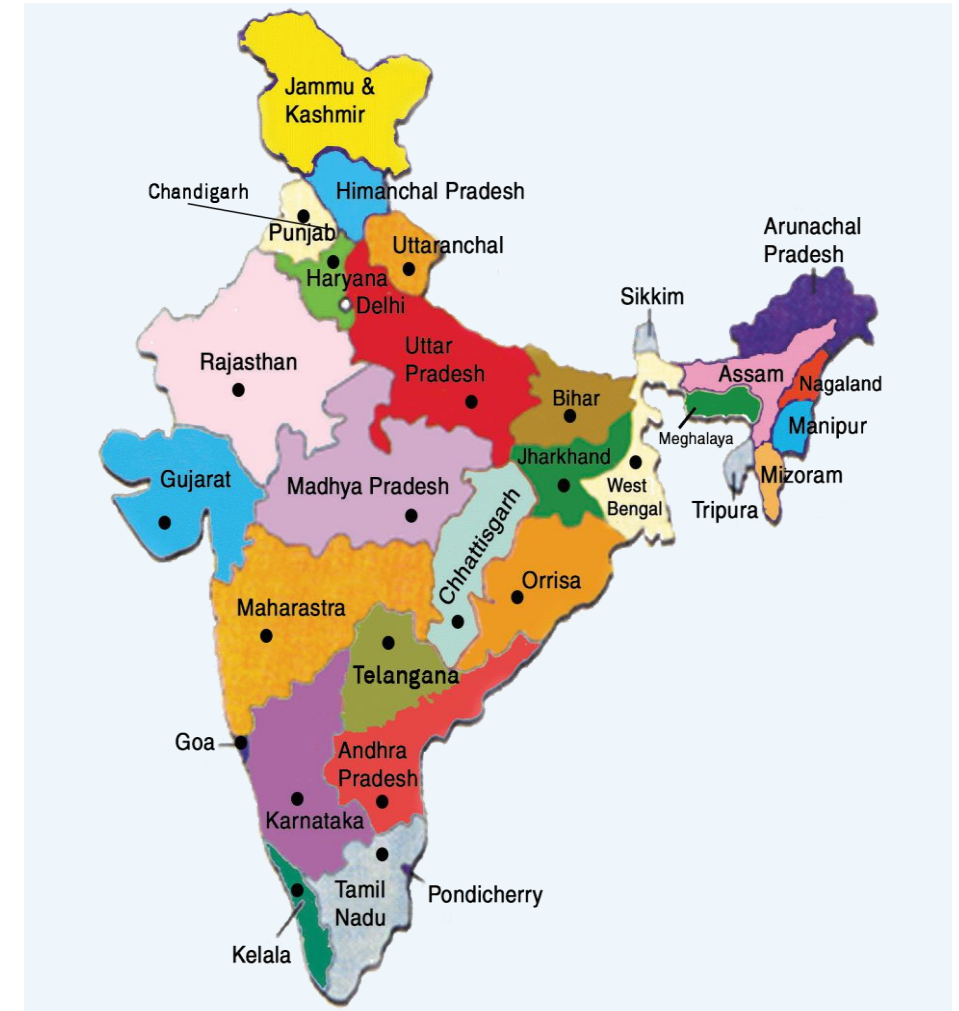 Jammu &
Kashmir
Chandigarh
Himanchal Pradesh
Punjab
Uttaranchal
Arunachal
Pradesh
Haryana
Delhi
Sikkim
Rajasthan
Uttar
Pradesh
Assam
Nagaland
Bihar
Meghalaya
Manipur
Jharkhand
Gujarat
Madhya Pradesh
West
Bengal
Mizoram
Tripura
Chhattisgarh
Orrisa
Maharastra
Telangana
Goa
Andhra
Pradesh
Karnataka
Tamil
Nadu
Pondicherry
Kelala